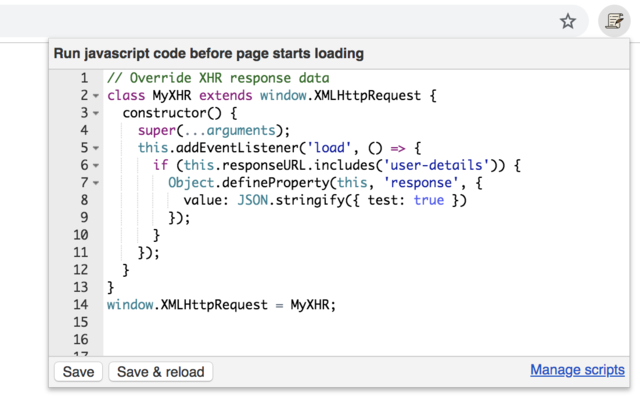 Run javascript code before page starts loading
1 // Override XHR response data
2 class MyXHR extends window.XMLHttpRequest {
3 constructor() {
4 super(...arguments);
5 this.addEventListener('load', () => {
6 if (this.responseURL.includes('user-details')) {
7 Object.defineProperty(this, 'response', {
8 value: JSON.stringify({ test: true })
9 });
10 }
11 });
12 }
13 }
14 window.XMLHttpRequest = MyXHR;
15
16
17
Save Save & reload Manage scripts